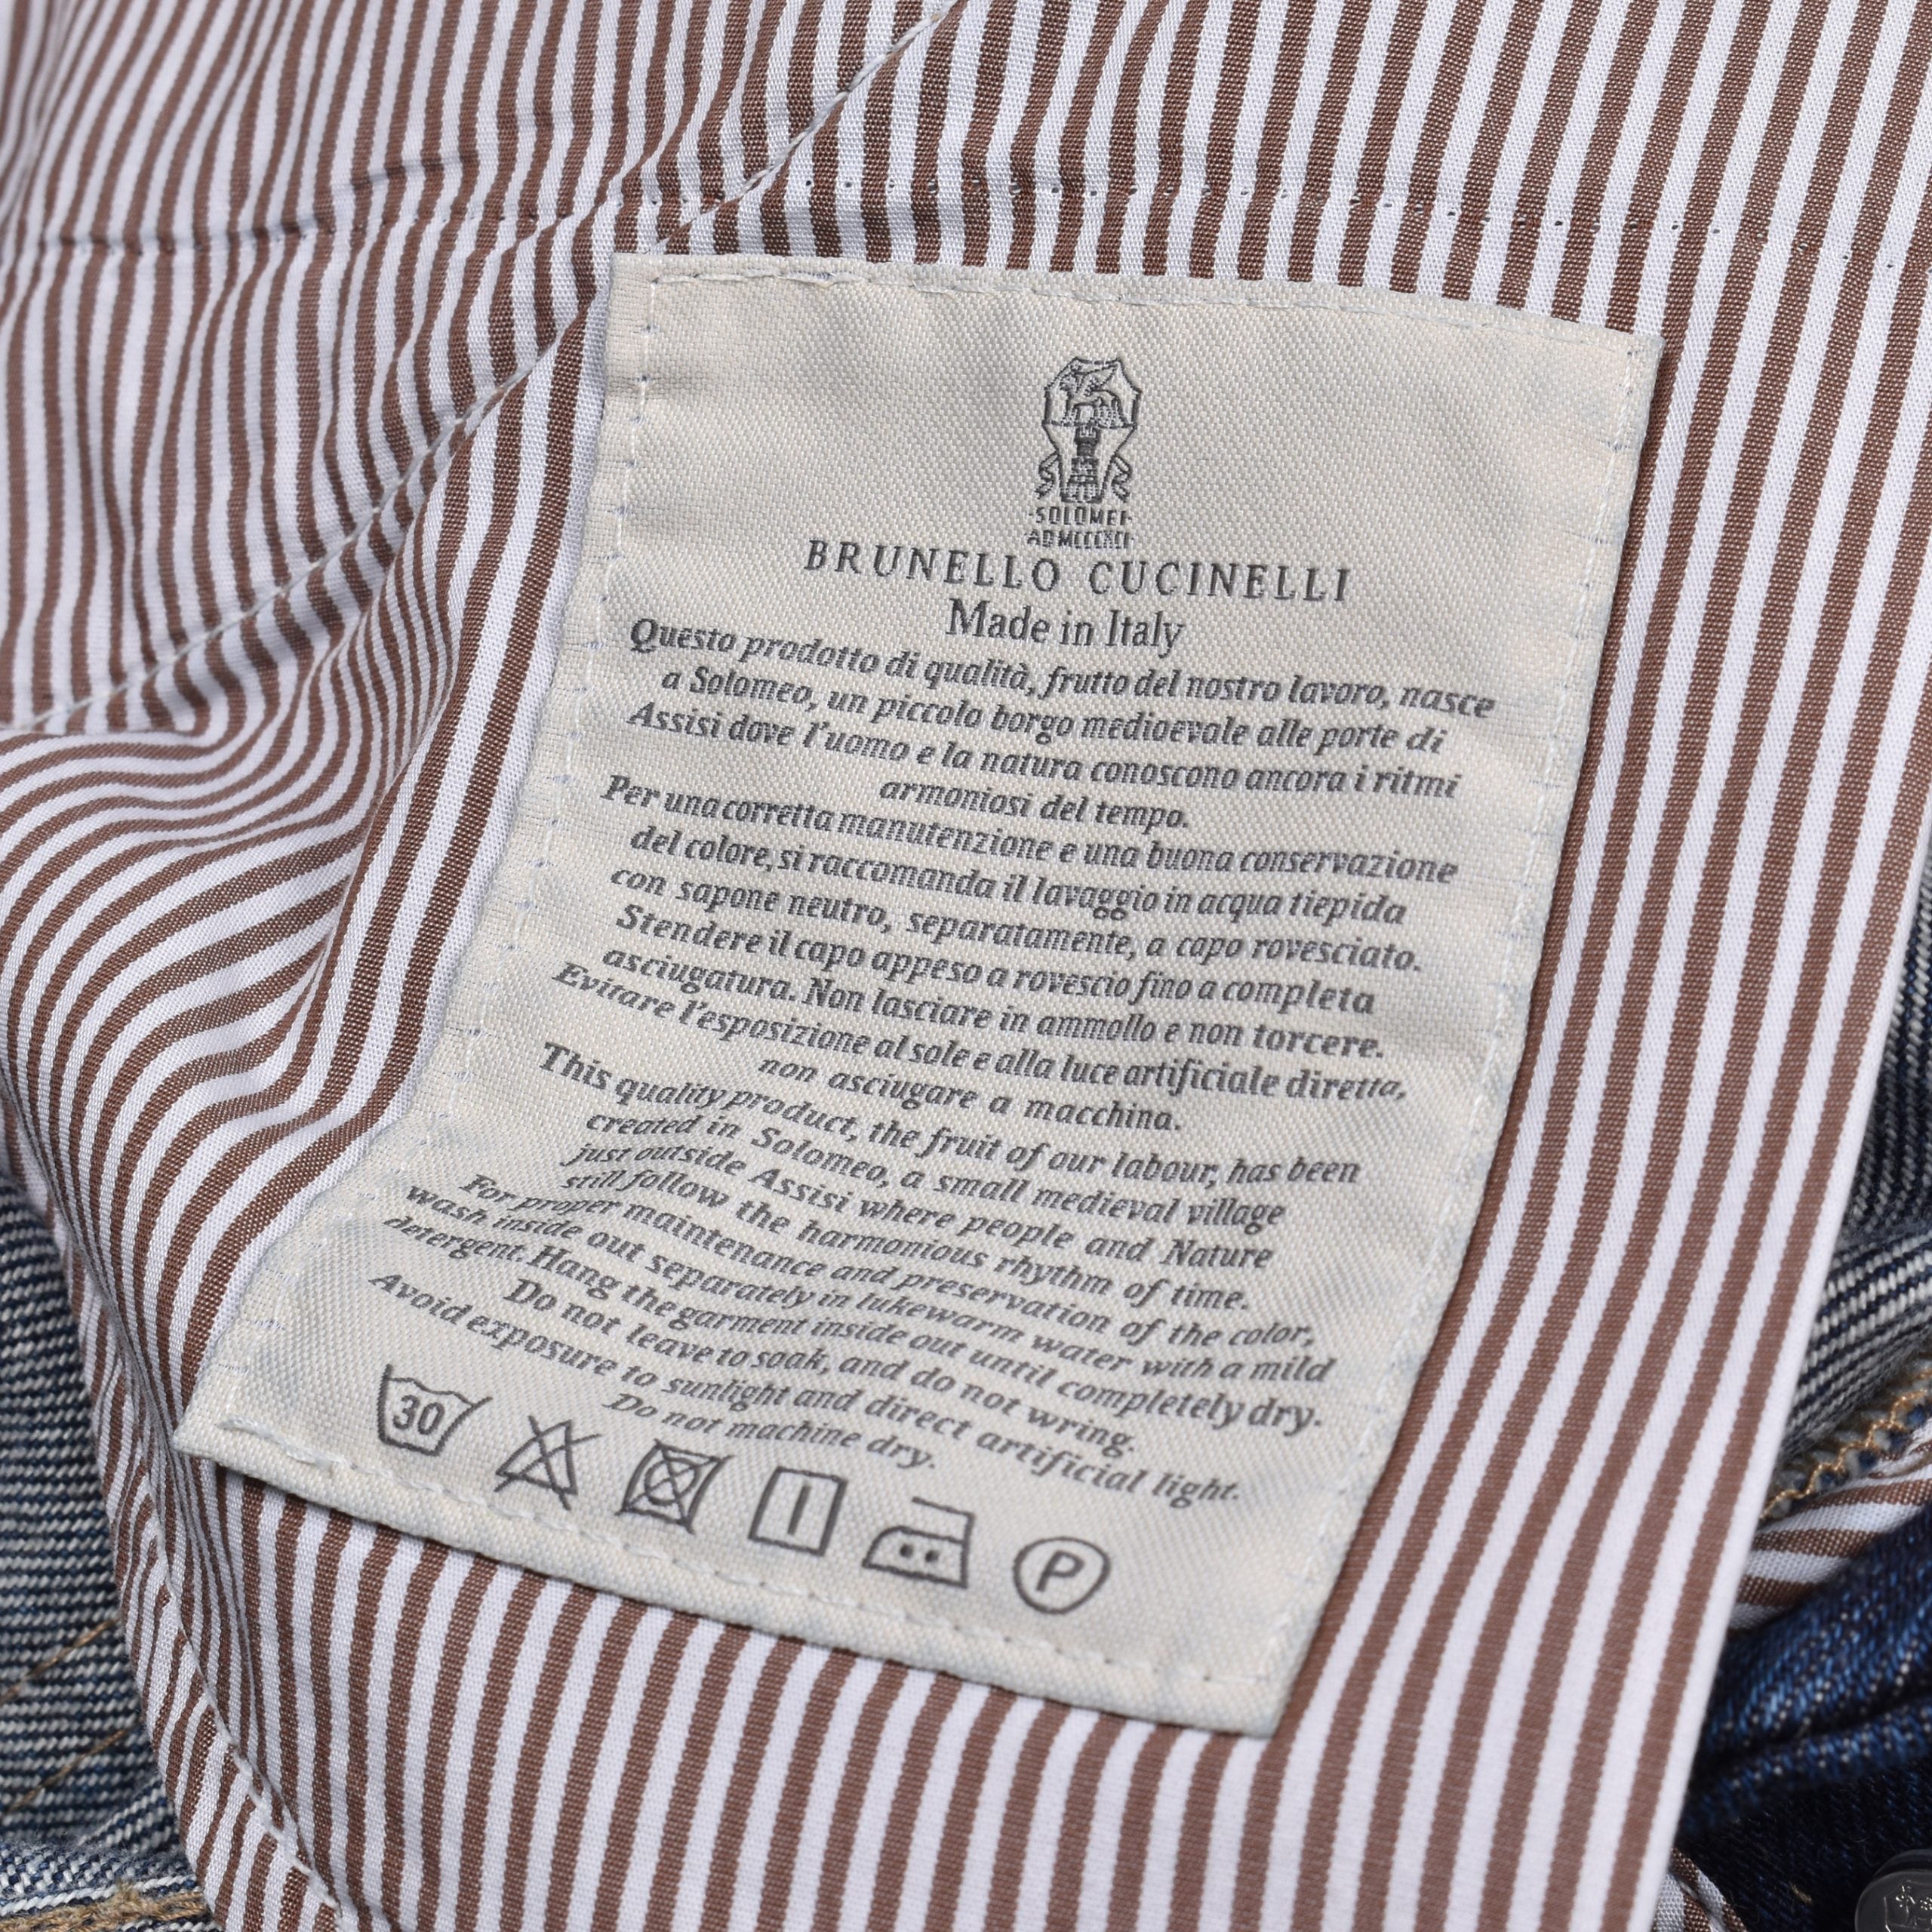 ·SOLOMEI·
AD MCCCXCI
BRUNELLO CUCINELLI
Made in Italy
Questo prodotto di qualità, frutto del nostro lavoro, nasce
a Solomeo, un piccolo borgo medioevale alle porte di
Assisi dove l'uomo e la natura conoscono ancora i ritmi
armoniosi del tempo.
Per una corretta manutenzione e una buona conservazione
del colore, si raccomanda il lavaggio in acqua tiepida
con sapone neutro, separatamente, a capo rovesciato.
Stendere il capo appeso a rovescio fino a completa
asciugatura. Non lasciare in ammollo e non torcere.
Evitare l'esposizione al sole e alla luce artificiale diretta,
non asciugare a macchina.
This quality product, the fruit of our labour, has been
created in Solomeo, a small medieval village
just outside Assisi where people and Nature
still follow the harmonious rhythm of time.
For proper maintenance and preservation of the color,
wash inside out separately in lukewarm water with a mild
detergent. Hang the garment inside out until completely dry.
Do not leave to soak, and do not wring.
Avoid exposure to sunlight and direct artificial light.
Do not machine dry.
30
P